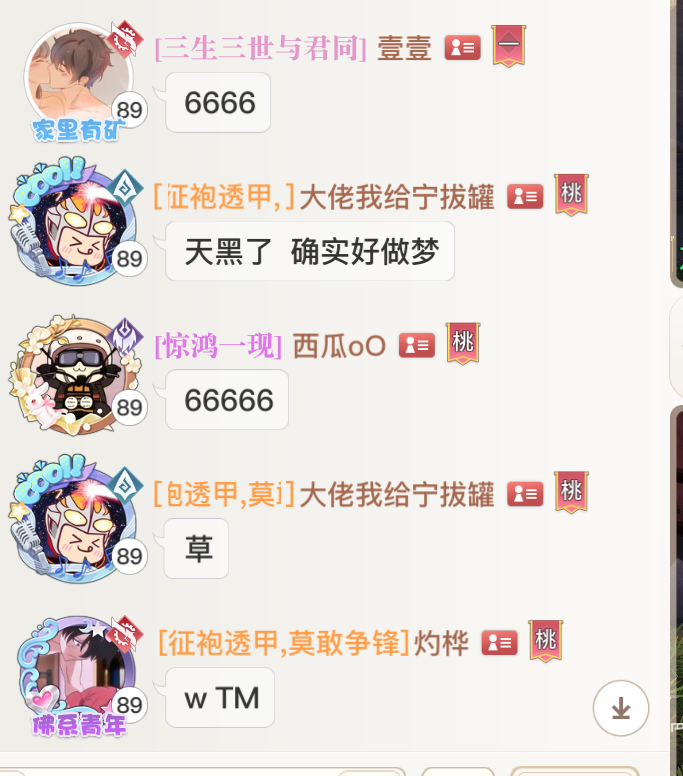 [三生三世与君同] 壹壹 一
89
6666
家里有矿
COOL
[征袍透甲,]大佬我给宁拔罐 桃
89
天黑了 确实好做梦
[惊鸿一现] 西瓜oO 桃
89
66666
COOL
[包透甲,莫]大佬我给宁拔罐 桃
89
草
[征袍透甲,莫敢争锋]灼桦 桃
89
w TM
佛系青年